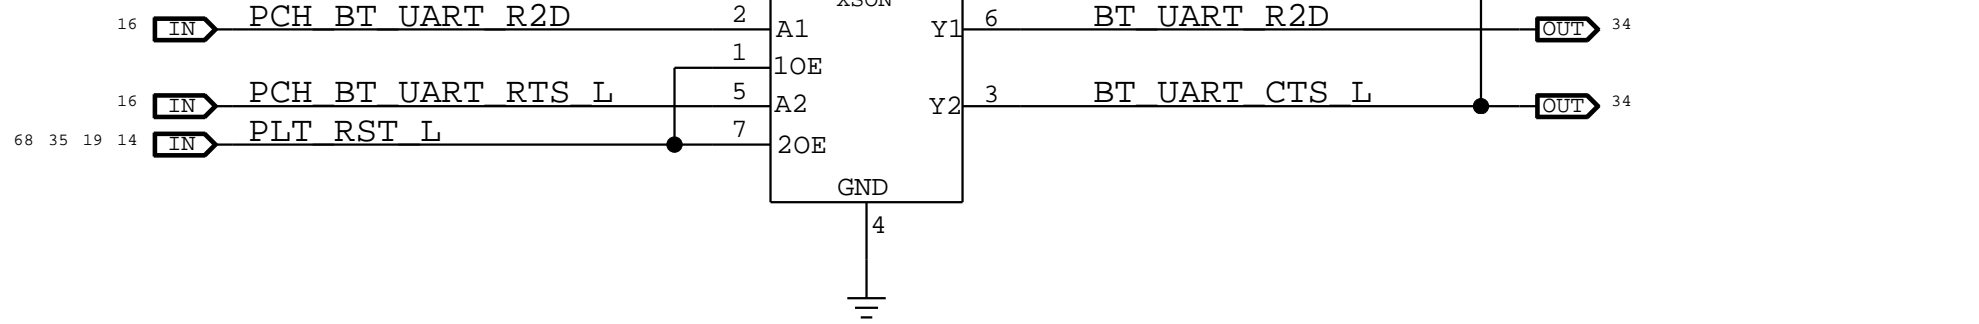 XSON
16 IN PCH_BT_UART_R2D 2 A1 Y1 6 BT_UART_R2D OUT 34
1 1OE
16 IN PCH_BT_UART_RTS_L 5 A2 Y2 3 BT_UART_CTS_L OUT 34
68 35 19 14 IN PLT_RST_L 7 2OE
GND
4